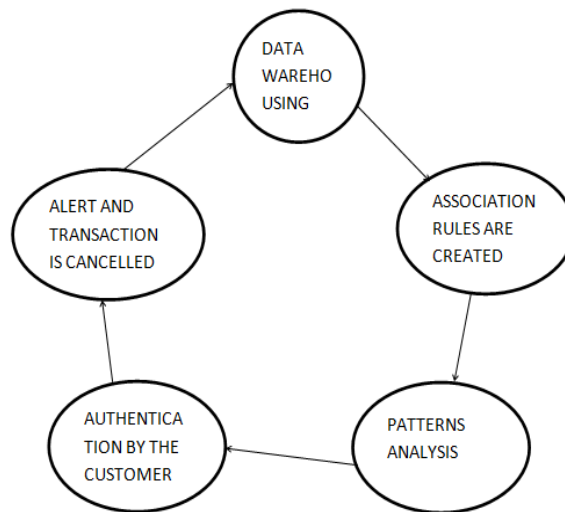 DATA
WAREHO
USING
ASSOCIATION
RULES ARE
CREATED
PATTERNS
ANALYSIS
AUTHENTICA
TION BY THE
CUSTOMER
ALERT AND
TRANSACTION
IS CANCELLED